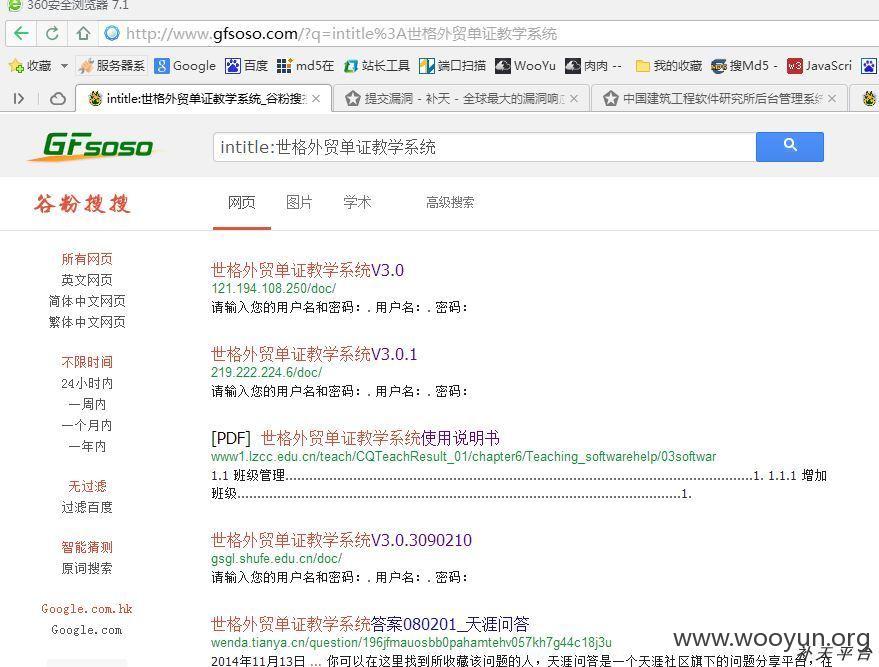 360安全浏览器 7.1
http://www.gfsoso.com/?q=intitle%3A世格外贸单证教学系统
收藏 服务器系 Google 百度 md5在 站长工具 端口扫描 WooYu 肉肉 -- 我的收藏 搜Md5 - JavaScri
intitle:世格外贸单证教学系统_谷粉搜 提交漏洞 - 补天 - 全球最大的漏洞响 中国建筑工程软件研究所后台管理系
GFsoso intitle:世格外贸单证教学系统
谷粉搜搜 网页 图片 学术 高级搜索
所有网页
英文网页
简体中文网页
繁体中文网页
不限时间
24小时内
一周内
一个月内
一年内
无过滤
过滤百度
智能猜测
原词搜索
Google.com.hk
Google.com
世格外贸单证教学系统V3.0
121.194.108.250/doc/
请输入您的用户名和密码：. 用户名：. 密码：
世格外贸单证教学系统V3.0.1
219.222.224.6/doc/
请输入您的用户名和密码：. 用户名：. 密码：
[PDF] 世格外贸单证教学系统使用说明书
www1.lzcc.edu.cn/teach/CQTeachResult_01/chapter6/Teaching_softwarehelp/03softwar
1.1 班级管理........................................................................................................................1. 1.1.1 增加
班级..................................................................................................................1.
世格外贸单证教学系统V3.0.3090210
gsgl.shufe.edu.cn/doc/
请输入您的用户名和密码：. 用户名：. 密码：
世格外贸单证教学系统答案080201_天涯问答
wenda.tianya.cn/question/196jfmauosbb0pahamtehv057kh7g44c18j3u
2014年11月13日 ... 你可以在这里找到所收藏该问题的人，天涯问答是一个天涯社区旗下的问题分享平台，
www.wooyun.org
补天平台